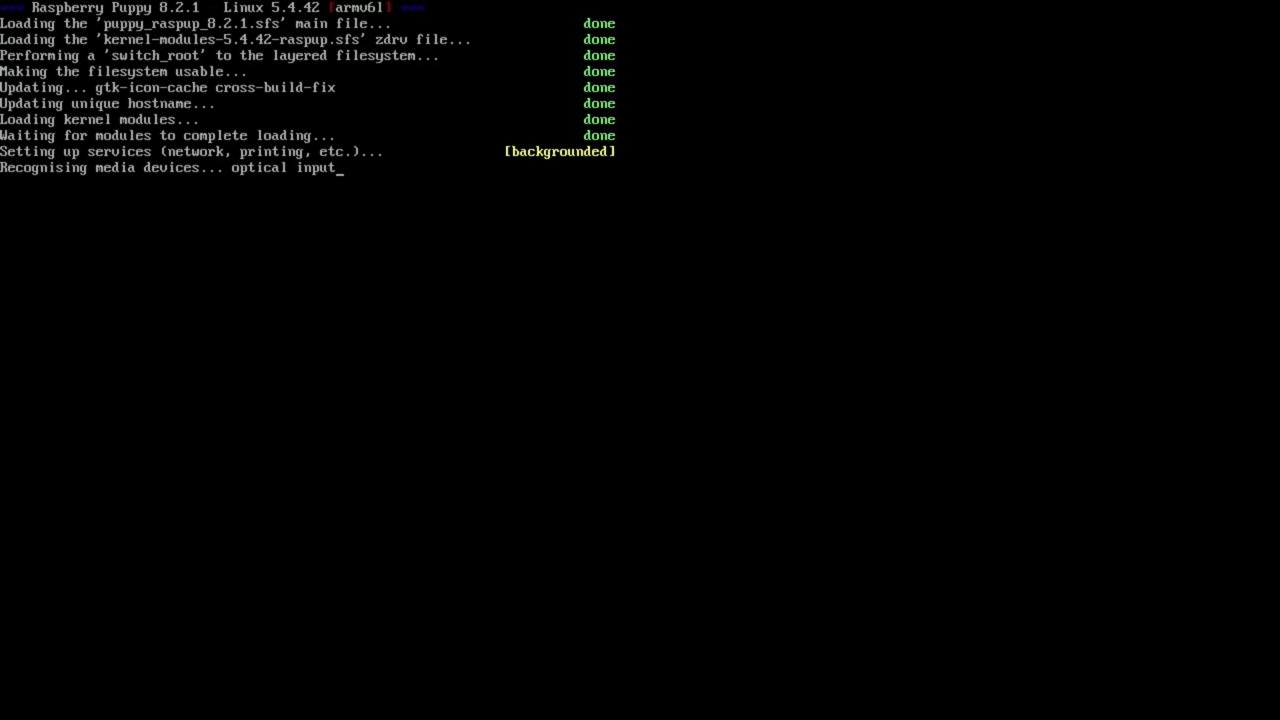 === Raspberry Puppy 8.2.1 - Linux 5.4.42 [armv6l] ===
Loading the 'puppy_raspup_8.2.1.sfs' main file... done
Loading the 'kernel-modules-5.4.42-raspup.sfs' zdrv file... done
Performing a 'switch_root' to the layered filesystem... done
Making the filesystem usable... done
Updating... gtk-icon-cache cross-build-fix done
Updating unique hostname... done
Loading kernel modules... done
Waiting for modules to complete loading... done
Setting up services (network, printing, etc.)... [backgrounded]
Recognising media devices... optical input_